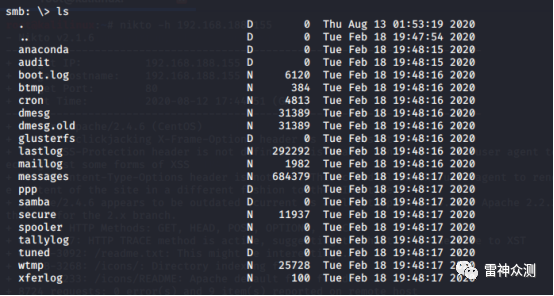 smb: \> ls
. D 0 Thu Aug 13 01:53:19 2020
.. D 0 Tue Feb 18 19:47:54 2020
anaconda D 0 Tue Feb 18 19:48:15 2020
audit D 0 Tue Feb 18 19:48:15 2020
boot.log N 6120 Tue Feb 18 19:48:16 2020
btmp N 384 Tue Feb 18 19:48:16 2020
cron N 4813 Tue Feb 18 19:48:16 2020
dmesg N 31389 Tue Feb 18 19:48:16 2020
dmesg.old N 31389 Tue Feb 18 19:48:16 2020
glusterfs D 0 Tue Feb 18 19:48:16 2020
lastlog N 292292 Tue Feb 18 19:48:16 2020
maillog N 1982 Tue Feb 18 19:48:16 2020
messages N 684379 Tue Feb 18 19:48:17 2020
ppp D 0 Tue Feb 18 19:48:17 2020
samba D 0 Tue Feb 18 19:48:17 2020
secure N 11937 Tue Feb 18 19:48:17 2020
spooler N 0 Tue Feb 18 19:48:17 2020
tallylog N 0 Tue Feb 18 19:48:17 2020
tuned D 0 Tue Feb 18 19:48:17 2020
wtmp N 25728 Tue Feb 18 19:48:17 2020
xferlog N 100 Tue Feb 18 19:48:17 2020
雷神众测